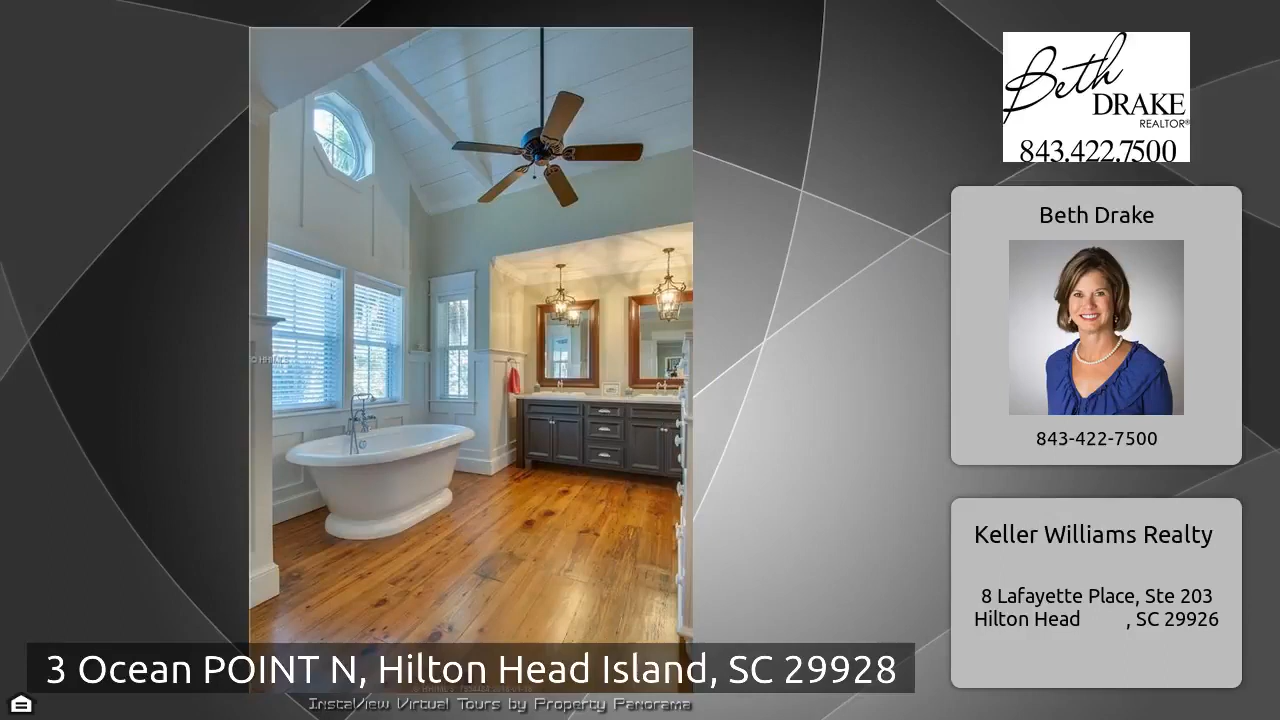 Beth
DRAKE
REALTOR®
843.422.7500
Beth Drake
843-422-7500
Keller Williams Realty
8 Lafayette Place, Ste 203
Hilton Head , SC 29926
3 Ocean POINT N, Hilton Head Island, SC 29928
InstaView Virtual Tours by Property Panorama